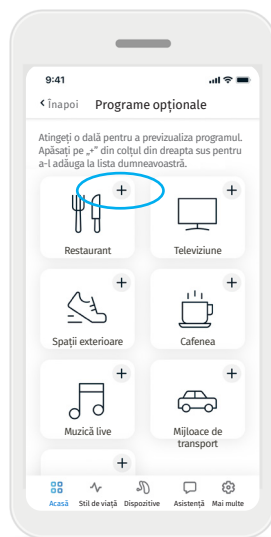 9:41
Înapoi Programe opționale
Atingeți o dală pentru a previzualiza programul.
Apăsați pe „+" din colțul din dreapta sus pentru
a-l adăuga la lista dumneavoastră.
+ +
Restaurant Televiziune
+ +
Spații exterioare Cafenea
+ +
Muzică live Mijloace de
transport
+
Acasă Stil de viață Dispozitive Asistență Mai multe